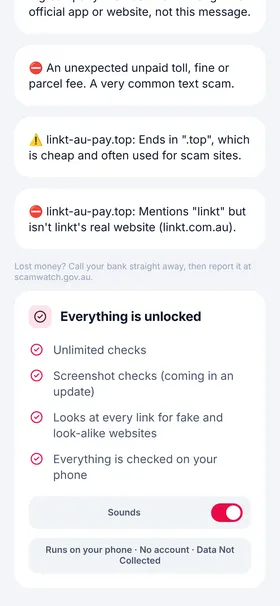 official app or website, not this message.
⛔ An unexpected unpaid toll, fine or
parcel fee. A very common text scam.
⚠️ linkt-au-pay.top: Ends in ".top", which
is cheap and often used for scam sites.
⛔ linkt-au-pay.top: Mentions "linkt" but
isn't linkt's real website (linkt.com.au).
Lost money? Call your bank straight away, then report it at
scamwatch.gov.au.
Everything is unlocked
Unlimited checks
Screenshot checks (coming in an
update)
Looks at every link for fake and
look-alike websites
Everything is checked on your
phone
Sounds
Runs on your phone · No account · Data Not
Collected